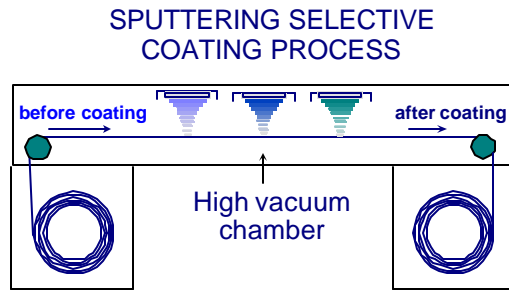 SPUTTERING SELECTIVE
COATING PROCESS
before coating
after coating
High vacuum
chamber